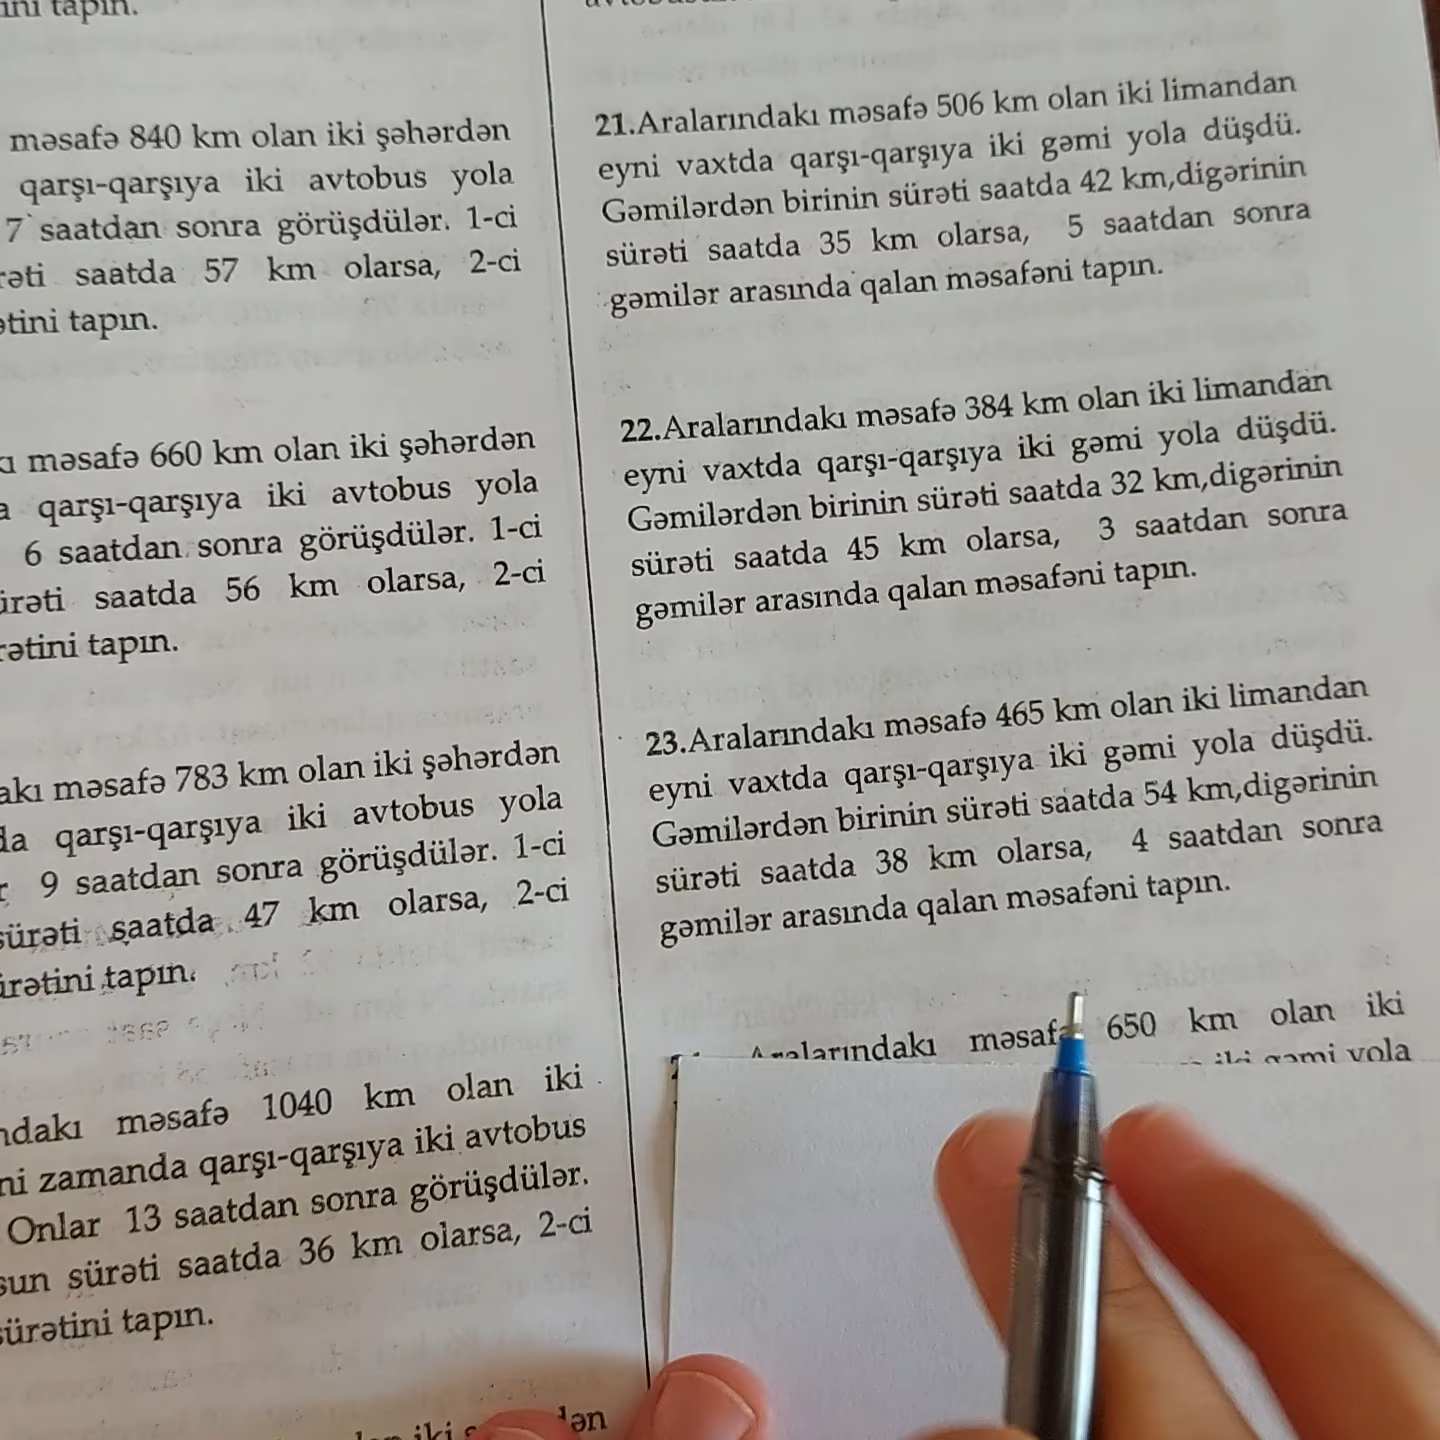 ini tapın.
məsafə 840 km olan iki şəhərdən
qarşı-qarşıya iki avtobus yola
7 saatdan sonra görüşdülər. 1-ci
saatda 57 km olarsa, 2-ci
tapın.
məsafə 660 km olan iki şəhərdən
qarşı-qarşıya iki avtobus yola
6 saatdan sonra görüşdülər. 1-ci
saatda 56 km olarsa, 2-ci
tapın.
məsafə 783 km olan iki şəhərdən
qarşı-qarşıya iki avtobus yola
9 saatdan sonra görüşdülər. 1-ci
sürəti saatda 47 km olarsa, 2-ci
tapın.
məsafə 1040 km olan iki
zamanda qarşı-qarşıya iki avtobus
Onlar 13 saatdan sonra görüşdülər.
sürəti saatda 36 km olarsa, 2-ci
sürətini tapın.
iki
21.Aralarındakı məsafə 506 km olan iki limandan
eyni vaxtda qarşı-qarşıya iki gəmi yola düşdü.
Gəmilərdən birinin sürəti saatda 42 km,digərinin
sürəti saatda 35 km olarsa, 5 saatdan sonra
gəmilər arasında qalan məsafəni tapın.
22.Aralarındakı məsafə 384 km olan iki limandan
eyni vaxtda qarşı-qarşıya iki gəmi yola düşdü.
Gəmilərdən birinin sürəti saatda 32 km,digərinin
sürəti saatda 45 km olarsa, 3 saatdan sonra
gəmilər arasında qalan məsafəni tapın.
23.Aralarındakı məsafə 465 km olan iki limandan
eyni vaxtda qarşı-qarşıya iki gəmi yola düşdü.
Gəmilərdən birinin sürəti saatda 54 km,digərinin
sürəti saatda 38 km olarsa, 4 saatdan sonra
gəmilər arasında qalan məsafəni tapın.
Aralarındakı məsafə 650 km olan iki
iki gəmi yola